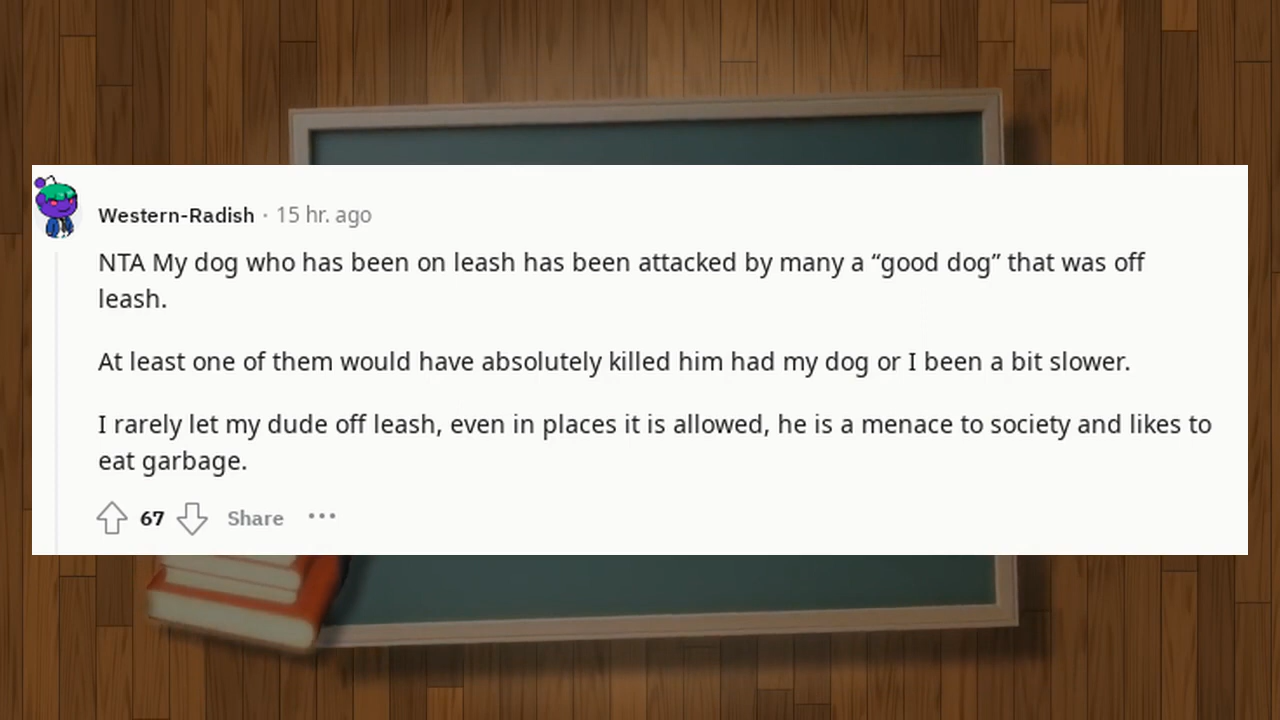 Western-Radish · 15 hr. ago
NTA My dog who has been on leash has been attacked by many a “good dog” that was off
leash.
At least one of them would have absolutely killed him had my dog or I been a bit slower.
I rarely let my dude off leash, even in places it is allowed, he is a menace to society and likes to
eat garbage.
67 Share ···